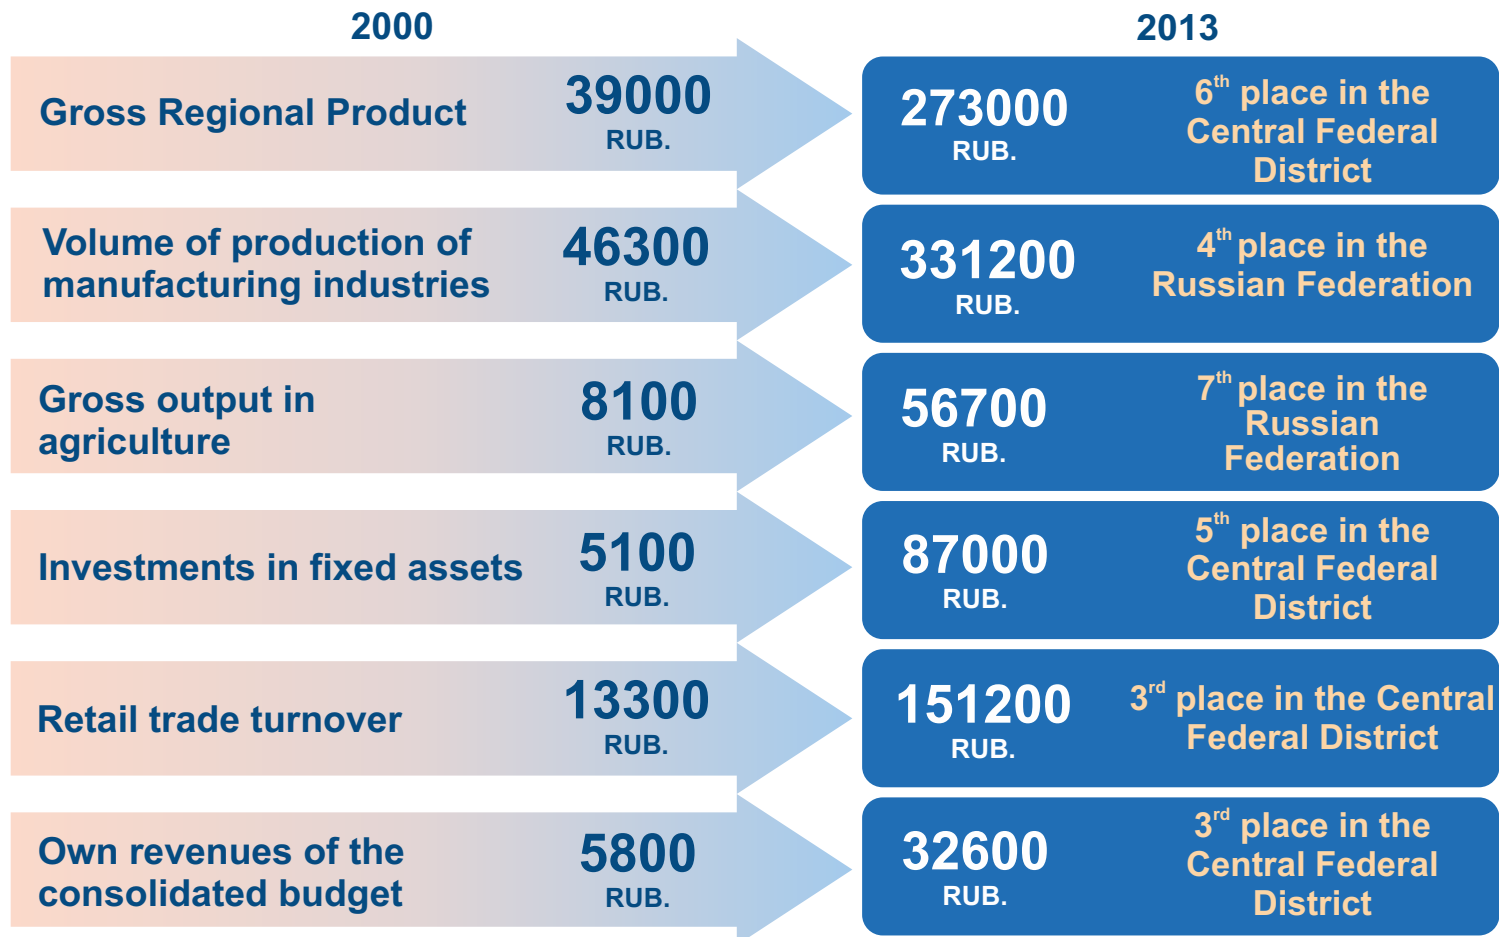 2000
2013
Gross Regional Product
39000
RUB.
273000
RUB.
6th place in the
Central Federal
District
Volume of production of
manufacturing industries
46300
RUB.
331200
RUB.
4th place in the
Russian Federation
Gross output in
agriculture
8100
RUB.
56700
RUB.
7th place in the
Russian
Federation
Investments in fixed assets
5100
RUB.
87000
RUB.
5th place in the
Central Federal
District
Retail trade turnover
13300
RUB.
151200
RUB.
3rd place in the Central
Federal District
Own revenues of the
consolidated budget
5800
RUB.
32600
RUB.
3rd place in the
Central Federal
District